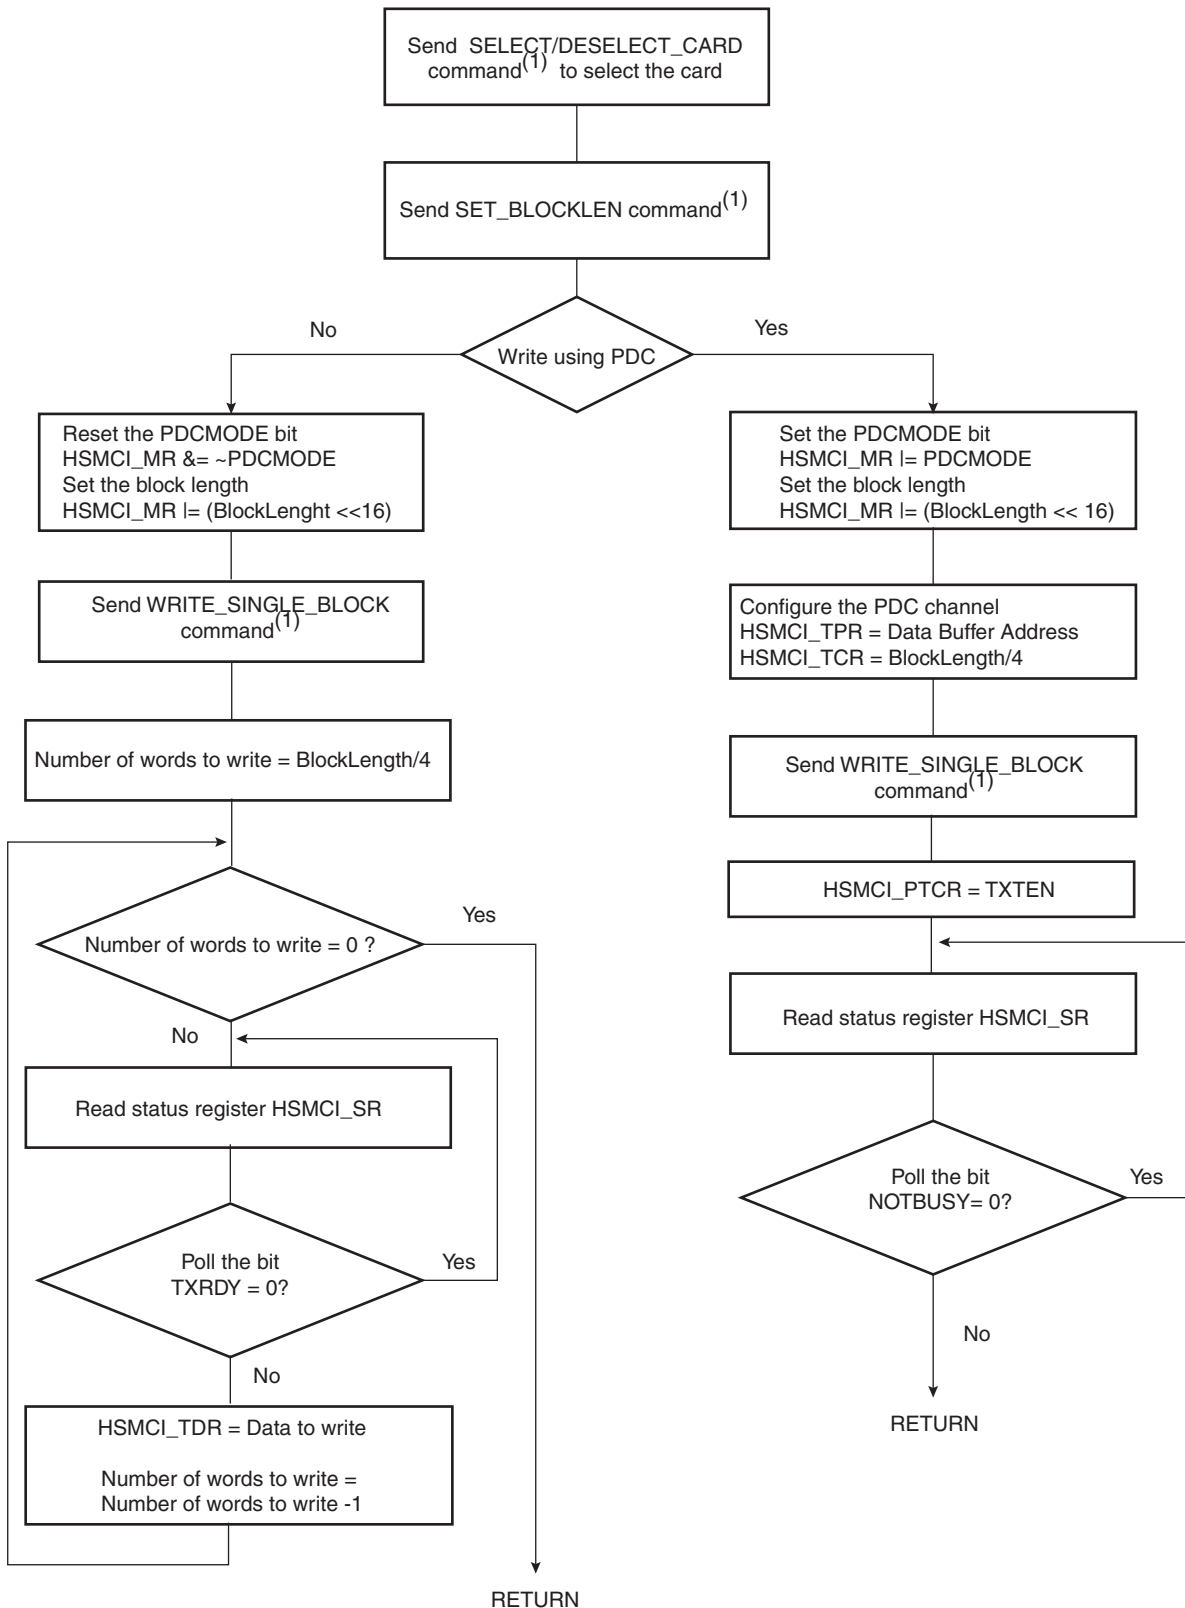 Send SELECT/DESELECT_CARD
command(1) to select the card
Send SET_BLOCKLEN command(1)
No
Yes
Write using PDC
Reset the PDCMODE bit
HSMCI_MR &= ~PDCMODE
Set the block length
HSMCI_MR |= (BlockLenght <<16)
Set the PDCMODE bit
HSMCI_MR |= PDCMODE
Set the block length
HSMCI_MR |= (BlockLength << 16)
Send WRITE_SINGLE_BLOCK
command(1)
Configure the PDC channel
HSMCI_TPR = Data Buffer Address
HSMCI_TCR = BlockLength/4
Number of words to write = BlockLength/4
Send WRITE_SINGLE_BLOCK
command(1)
HSMCI_PTCR = TXTEN
Number of words to write = 0 ?
Yes
No
Read status register HSMCI_SR
Read status register HSMCI_SR
Poll the bit
TXRDY = 0?
Yes
No
Poll the bit
NOTBUSY= 0?
Yes
No
RETURN
HSMCI_TDR = Data to write
Number of words to write =
Number of words to write -1
RETURN